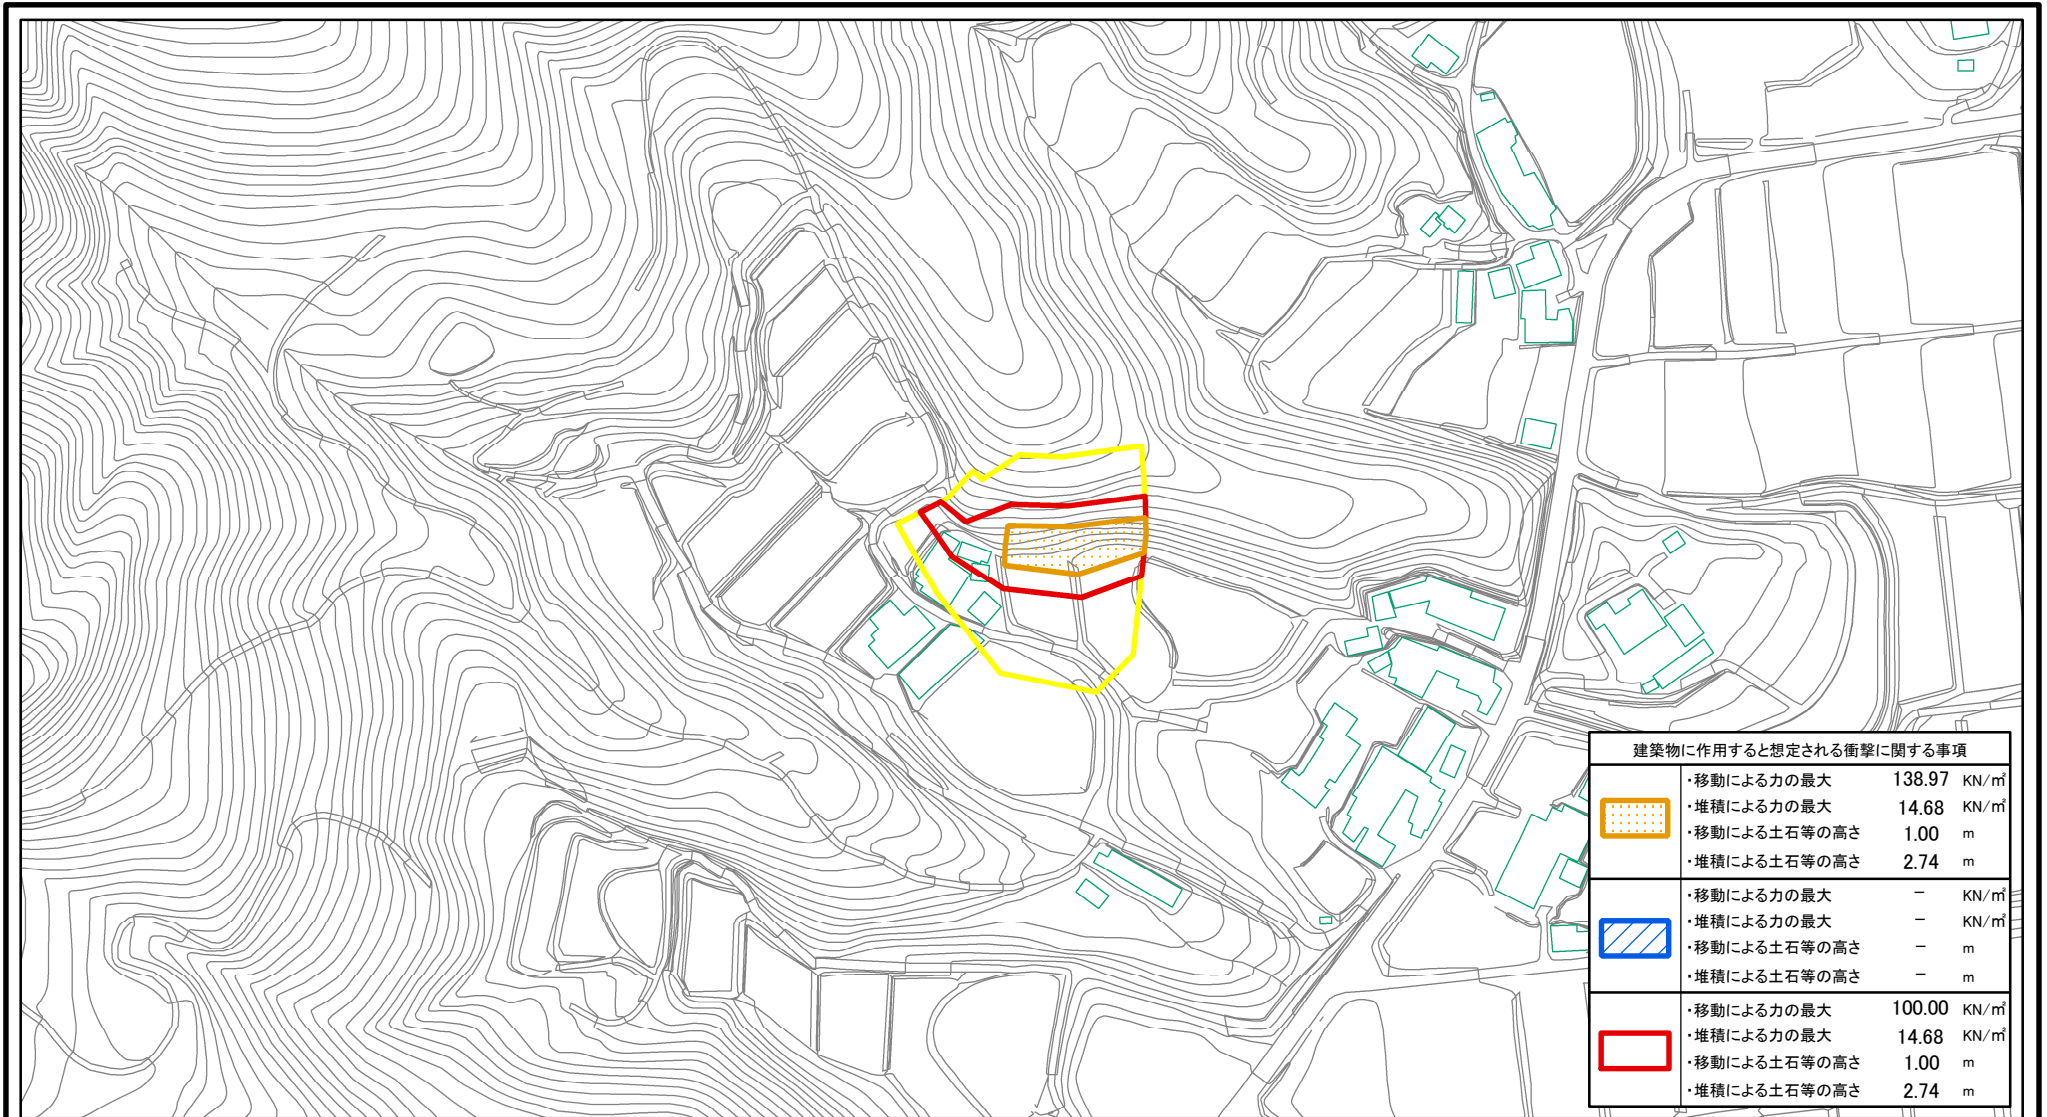 建築物に作用すると想定される衝撃に関する事項
・移動による力の最大 138.97 KN/㎡
・堆積による力の最大 14.68 KN/㎡
・移動による土石等の高さ 1.00 m
・堆積による土石等の高さ 2.74 m
・移動による力の最大 － KN/㎡
・堆積による力の最大 － KN/㎡
・移動による土石等の高さ － m
・堆積による土石等の高さ － m
・移動による力の最大 100.00 KN/㎡
・堆積による力の最大 14.68 KN/㎡
・移動による土石等の高さ 1.00 m
・堆積による土石等の高さ 2.74 m